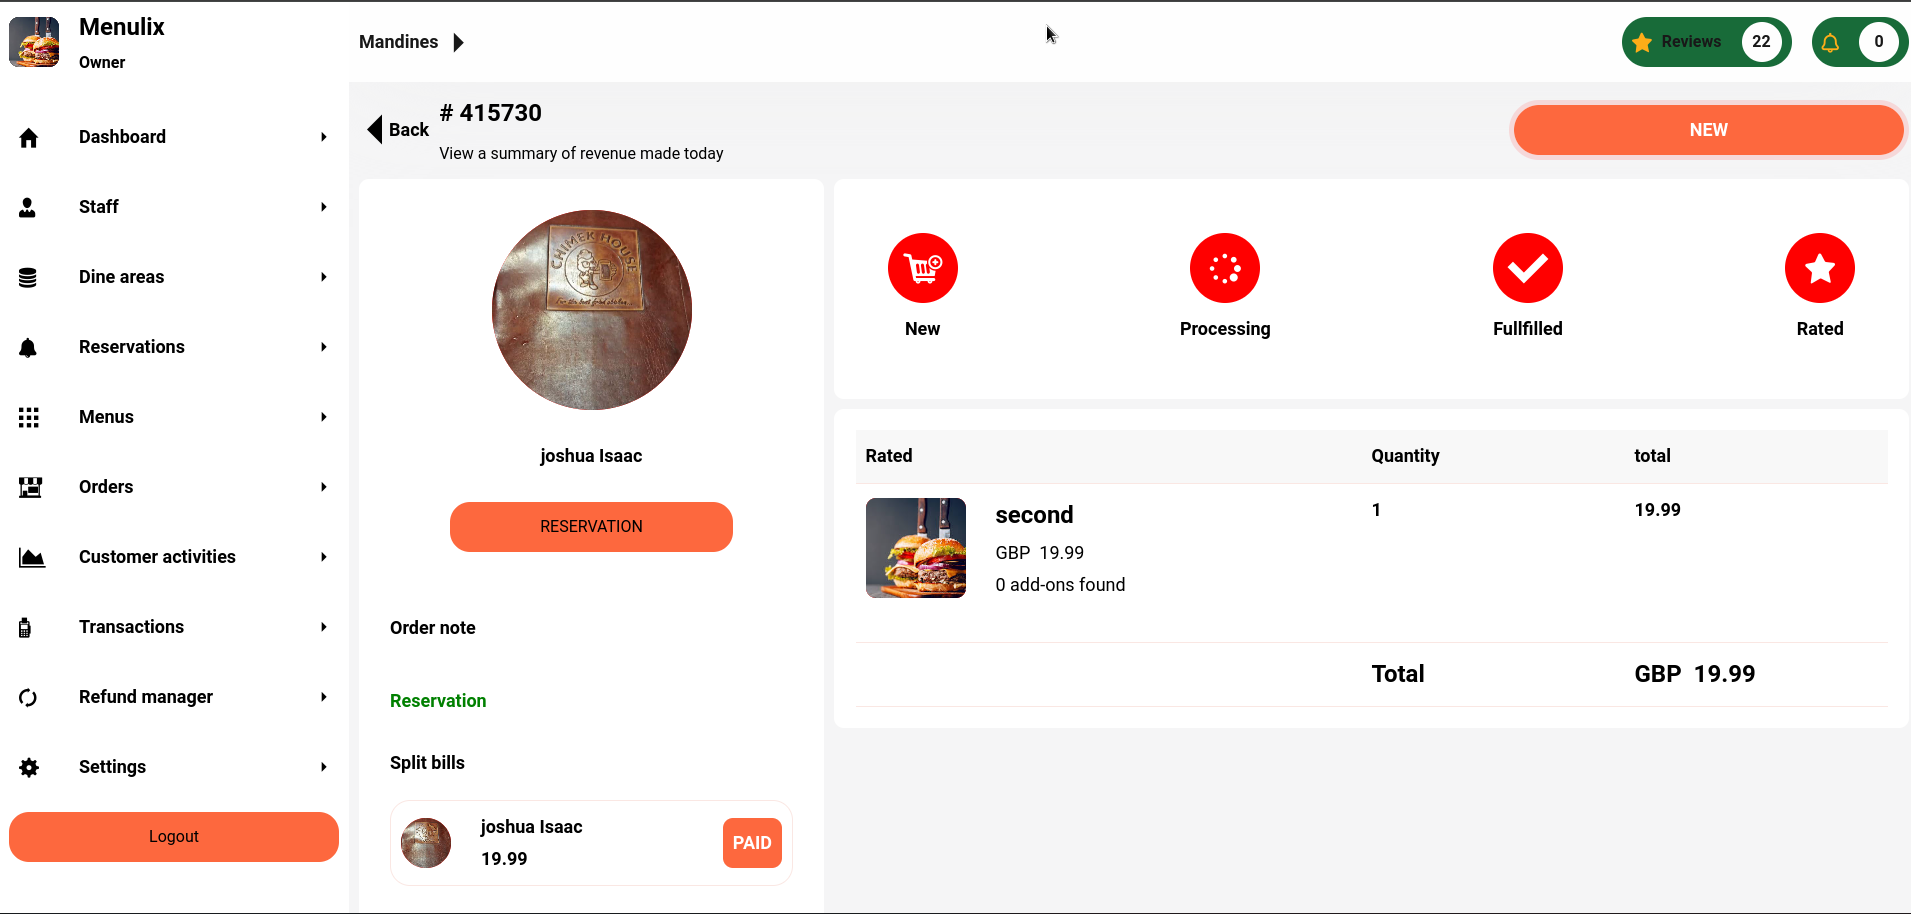 Menulix
Owner
Dashboard
Staff
Dine areas
Reservations
Menus
Orders
Customer activities
Transactions
Refund manager
Settings
Logout
Mandines
Reviews 22
0
Back
# 415730
View a summary of revenue made today
NEW
CHIMEK HOUSE
joshua Isaac
RESERVATION
Order note
Reservation
Split bills
joshua Isaac
19.99
PAID
New
Processing
Fullfilled
Rated
Rated Quantity total
second 1 19.99
GBP 19.99
0 add-ons found
Total GBP 19.99